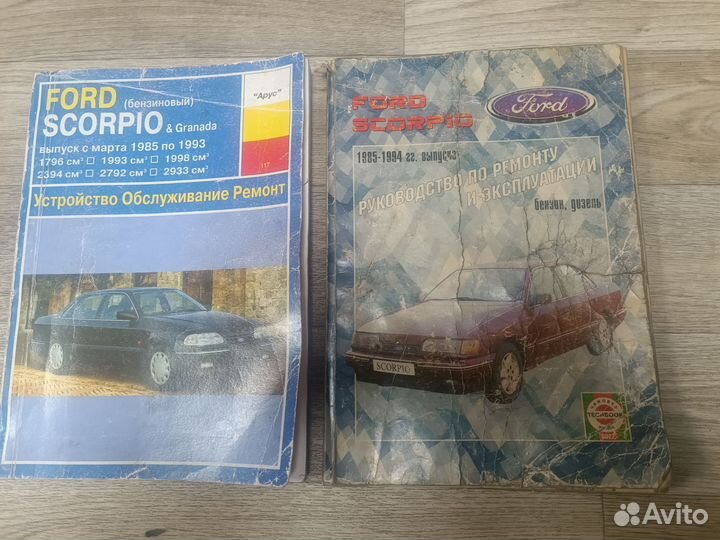 FORD (бензиновый)
SCORPIO & Granada
"Арус"
выпуск с марта 1985 по 1993
1796 см³ □ 1993 см³ □ 1998 см³
2394 см³ □ 2792 см³ □ 2933 см³
117
Устройство Обслуживание Ремонт
FORD
SCORPIO
Ford
1985-1994 гг. выпуска
РУКОВОДСТВО ПО РЕМОНТУ
И ЭКСПЛУАТАЦИИ
бензин, дизель
SCORPIO
TECHBOOK
Avito